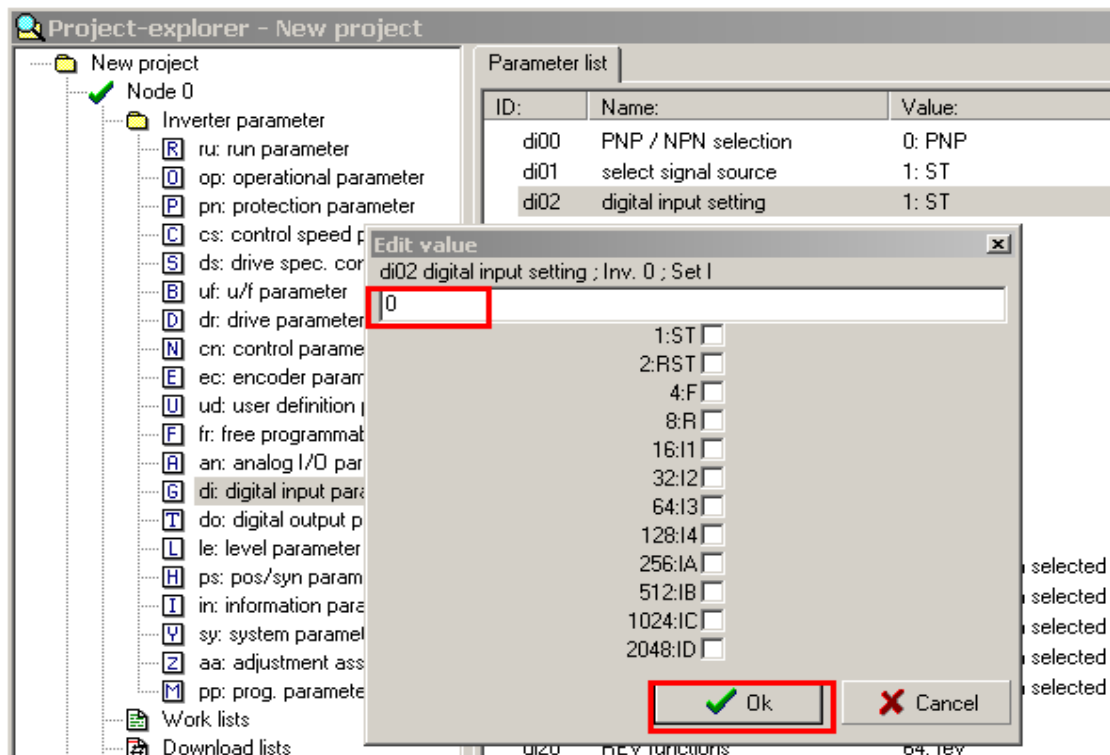 Project-explorer - New project
New project
Node 0
Inverter parameter
ru: run parameter
op: operational parameter
pn: protection parameter
cs: control speed p
ds: drive spec. con
uf: u/f parameter
dr: drive parameter
cn: control parame
ec: encoder param
ud: user definition p
fr: free programmab
an: analog I/O par
di: digital input para
do: digital output p
le: level parameter
ps: pos/syn param
in: information para
sy: system paramet
aa: adjustment ass
pp: prog. paramete
Work lists
Download lists
Parameter list
ID: Name: Value:
di00 PNP / NPN selection 0: PNP
di01 select signal source 1: ST
di02 digital input setting 1: ST
Edit value
di02 digital input setting ; Inv. 0 ; Set I
0
1:ST
2:RST
4:F
8:R
16:I1
32:I2
64:I3
128:I4
256:IA
512:IB
1024:IC
2048:ID
Ok Cancel
selected
selected
selected
selected
selected